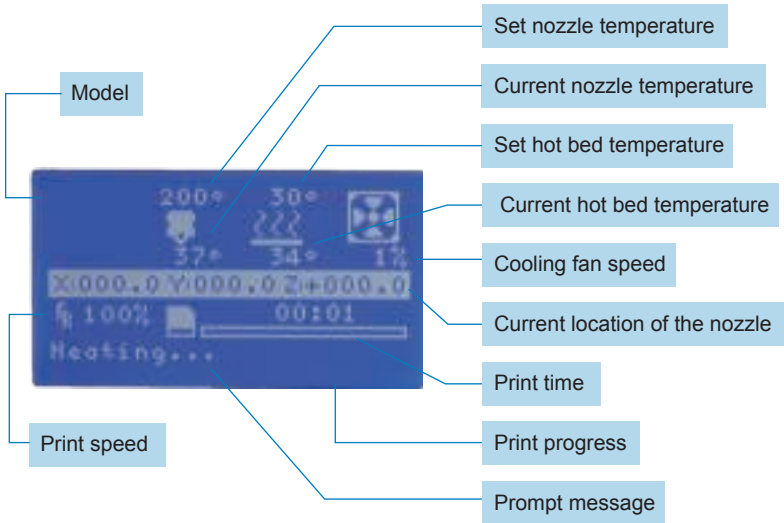 Set nozzle temperature
Model
Current nozzle temperature
Set hot bed temperature
200° 30°
Current hot bed temperature
37° 34° 1%
Cooling fan speed
X:000.0 Y:000.0 Z:+000.0
100% 00:01
Current location of the nozzle
Heating...
Print time
Print speed
Print progress
Prompt message